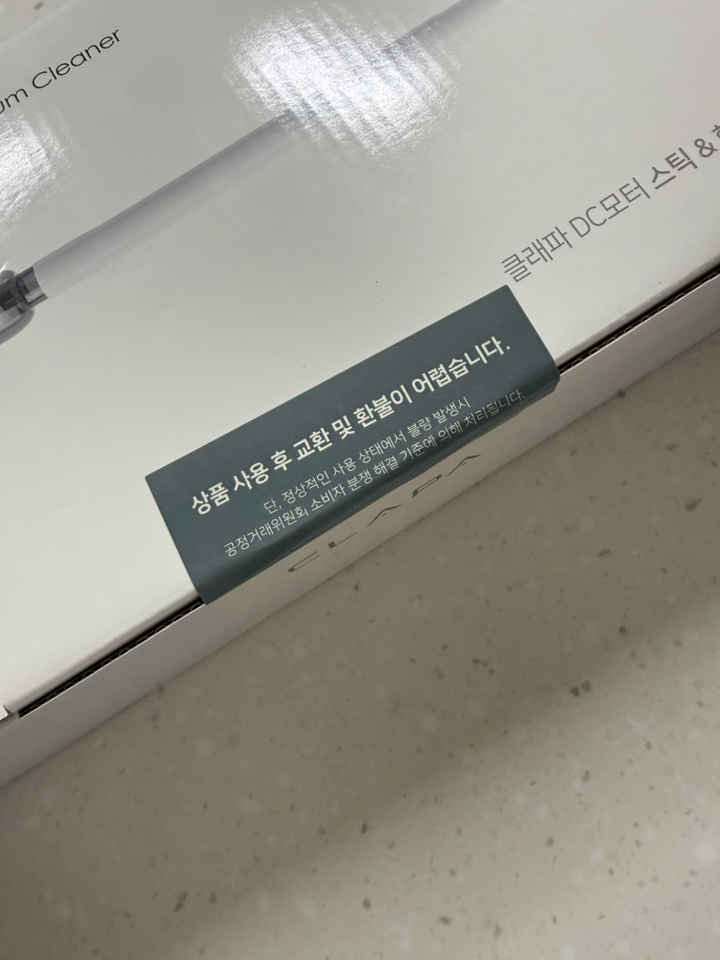 Cleaner
클래파 DC모터 스틱 &
상품 사용 후 교환 및 환불이 어렵습니다.
단, 정상적인 사용 상태에서 불량 발생시
공정거래위원회 소비자 분쟁 해결 기준에 의해 처리됩니다.
CLAPA